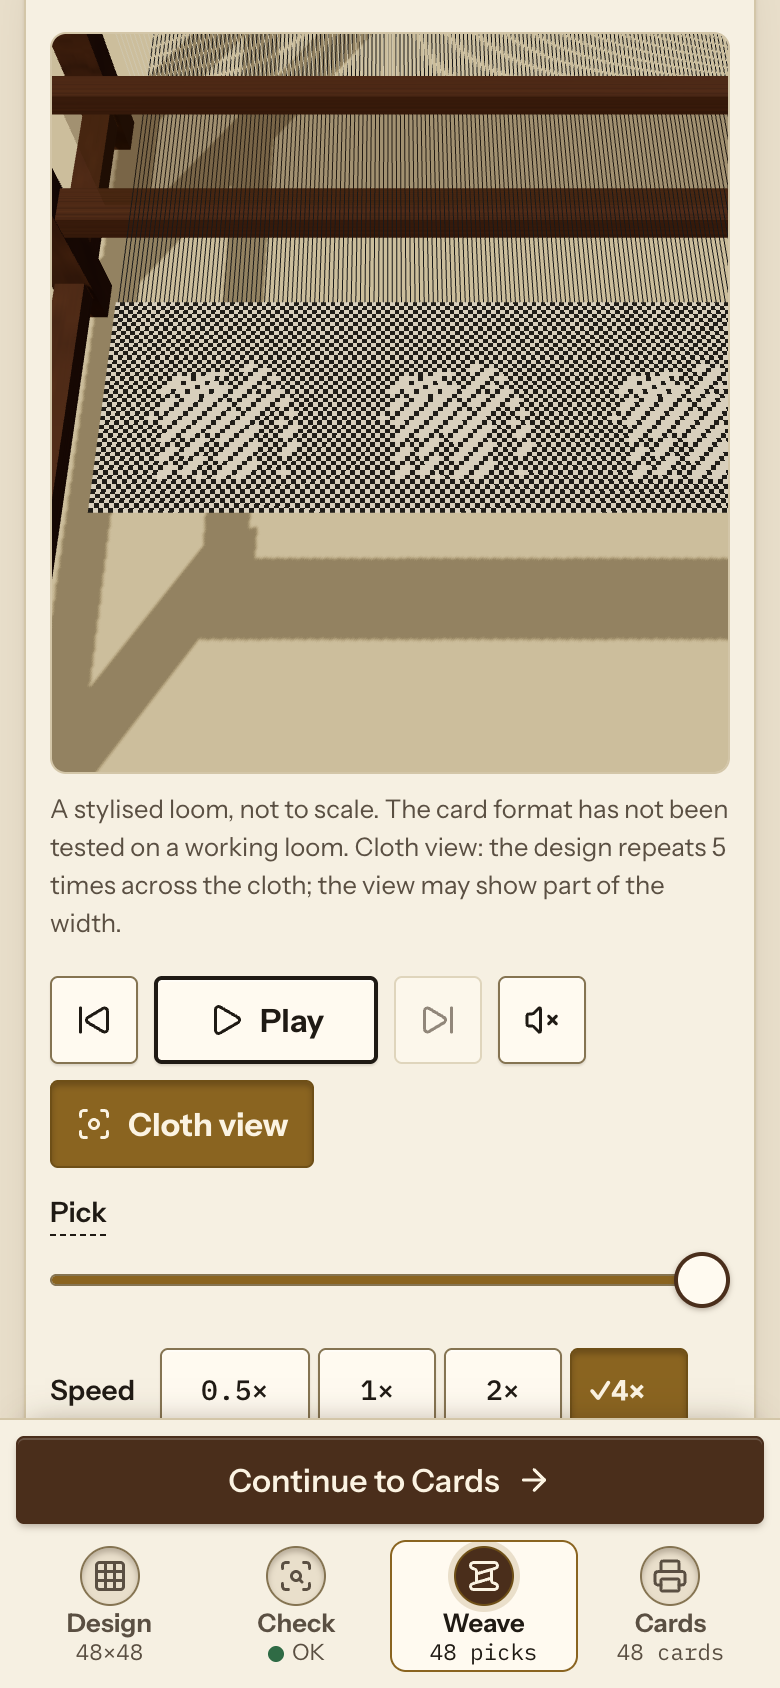 A stylised loom, not to scale. The card format has not been
tested on a working loom. Cloth view: the design repeats 5
times across the cloth; the view may show part of the
width.
Play
Cloth view
Pick
Speed 0.5× 1× 2× 4×
Continue to Cards
Design Check Weave Cards
48×48 OK 48 picks 48 cards